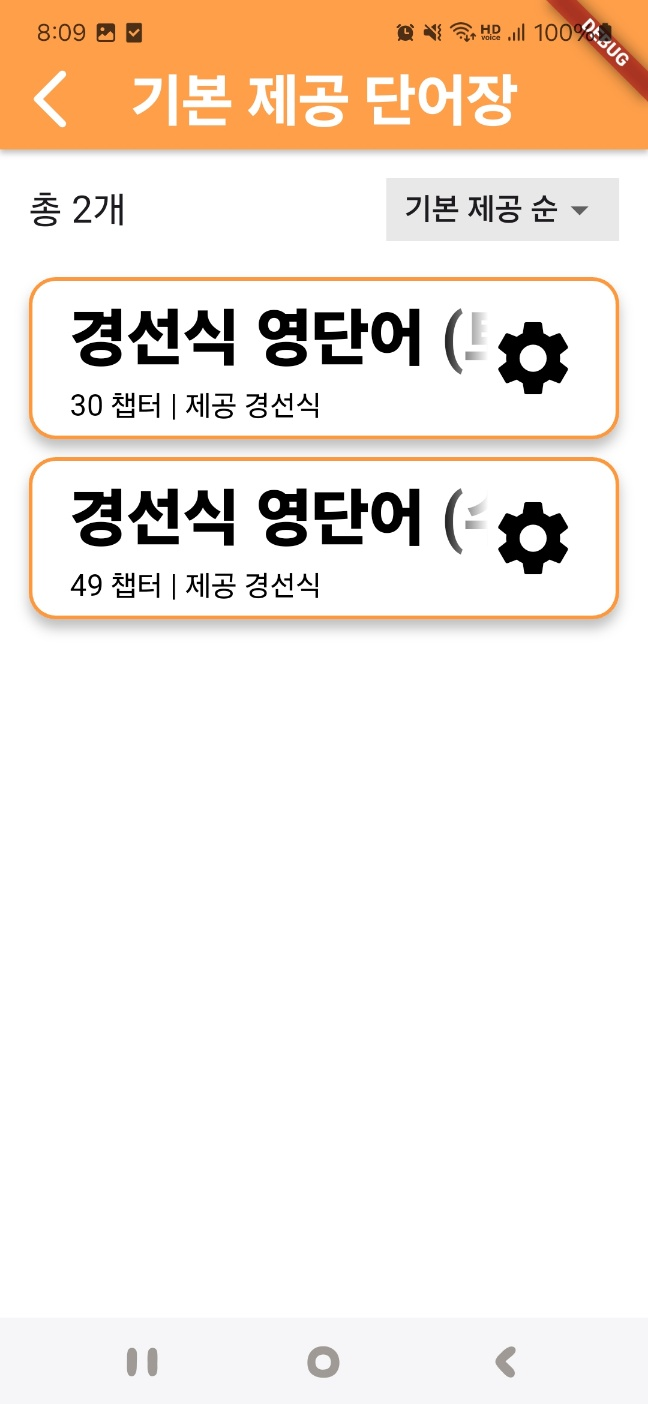 8:09 HD voice 100%
DEBUG
기본 제공 단어장
총 2개 기본 제공 순
경선식 영단어 (
30 챕터 | 제공 경선식
경선식 영단어 (
49 챕터 | 제공 경선식